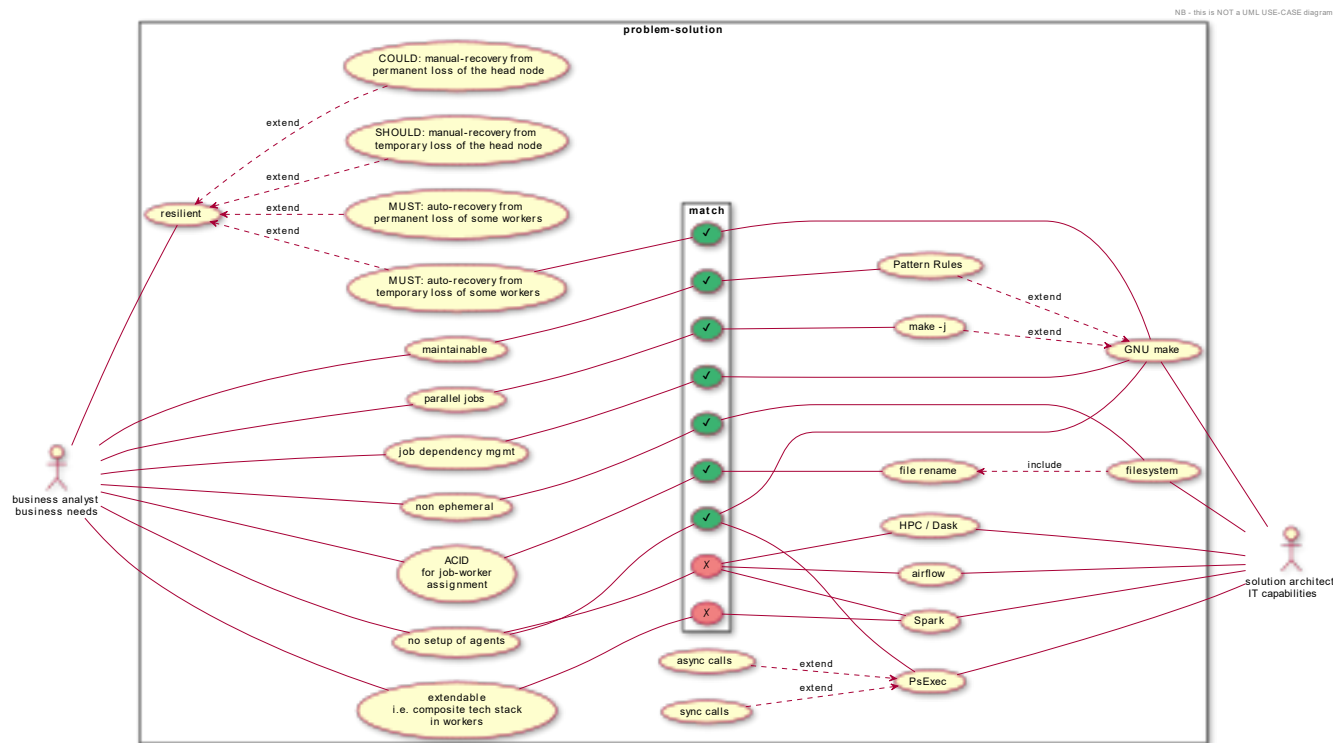 NB - this is NOT a UML USE-CASE diagram
problem-solution
COULD: manual-recovery from
permanent loss of the head node
extend
SHOULD: manual-recovery from
temporary loss of the head node
extend
resilient
extend
MUST: auto-recovery from
permanent loss of some workers
extend
MUST: auto-recovery from
temporary loss of some workers
match
✓
✓
✓
✓
✓
✓
✓
✗
✗
Pattern Rules
extend
make -j
extend
GNU make
maintainable
parallel jobs
job dependency mgmt
non ephemeral
ACID
for job-worker
assignment
no setup of agents
extendable
i.e. composite tech stack
in workers
business analyst
business needs
file rename
include
filesystem
HPC / Dask
airflow
Spark
solution architect
IT capabilities
async calls
extend
PsExec
sync calls
extend